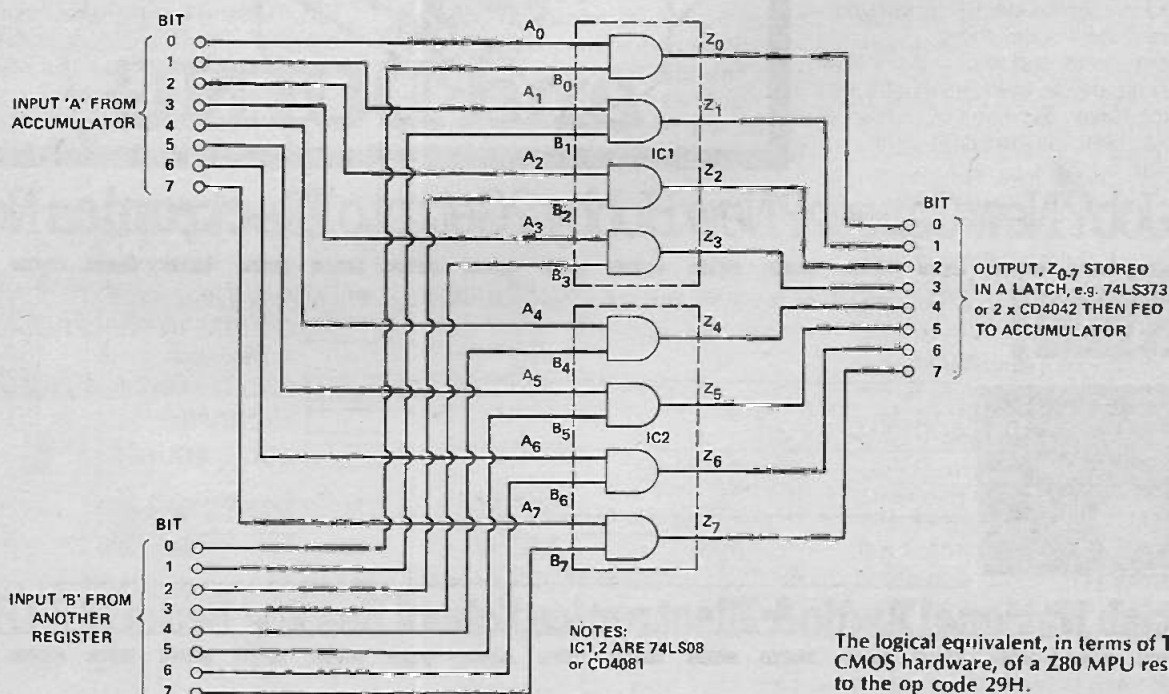 BIT
0
1
2
3
4
5
6
7
INPUT 'A' FROM
ACCUMULATOR
A0
B0
A1
B1
A2
B2
A3
B3
IC1
A4
B4
A5
B5
A6
B6
A7
B7
IC2
Z0
Z1
Z2
Z3
Z4
Z5
Z6
Z7
BIT
0
1
2
3
4
5
6
7
OUTPUT, Z0-7 STORED
IN A LATCH, e.g. 74LS373
or 2 x CD4042 THEN FED
TO ACCUMULATOR
BIT
0
1
2
3
4
5
6
7
INPUT 'B' FROM
ANOTHER
REGISTER
NOTES:
IC1,2 ARE 74LS08
or CD4081
The logical equivalent, in terms of
CMOS hardware, of a Z80 MPU
to the op code 29H.